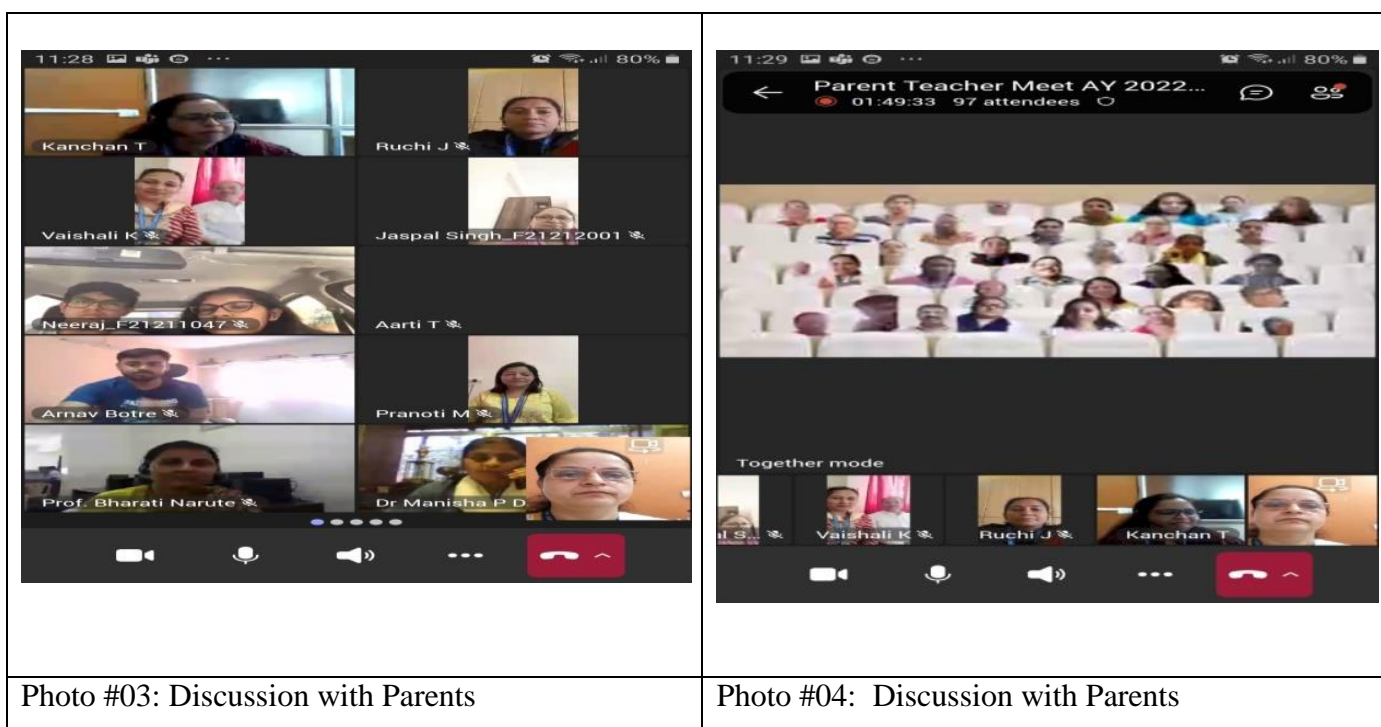 11:28 ... 80%
Kanchan T
Ruchi J
Vaishali K
Jaspal Singh_F21212001
Neeraj_F21211047
Aarti T
Arnav Botre
Pranoti M
Prof. Bharati Narute
Dr Manisha P D
Photo #03: Discussion with Parents
11:29 ... 80%
Parent Teacher Meet AY 2022...
01:49:33 97 attendees
Together mode
al S...
Vaishali K
Ruchi J
Kanchan T
Photo #04: Discussion with Parents